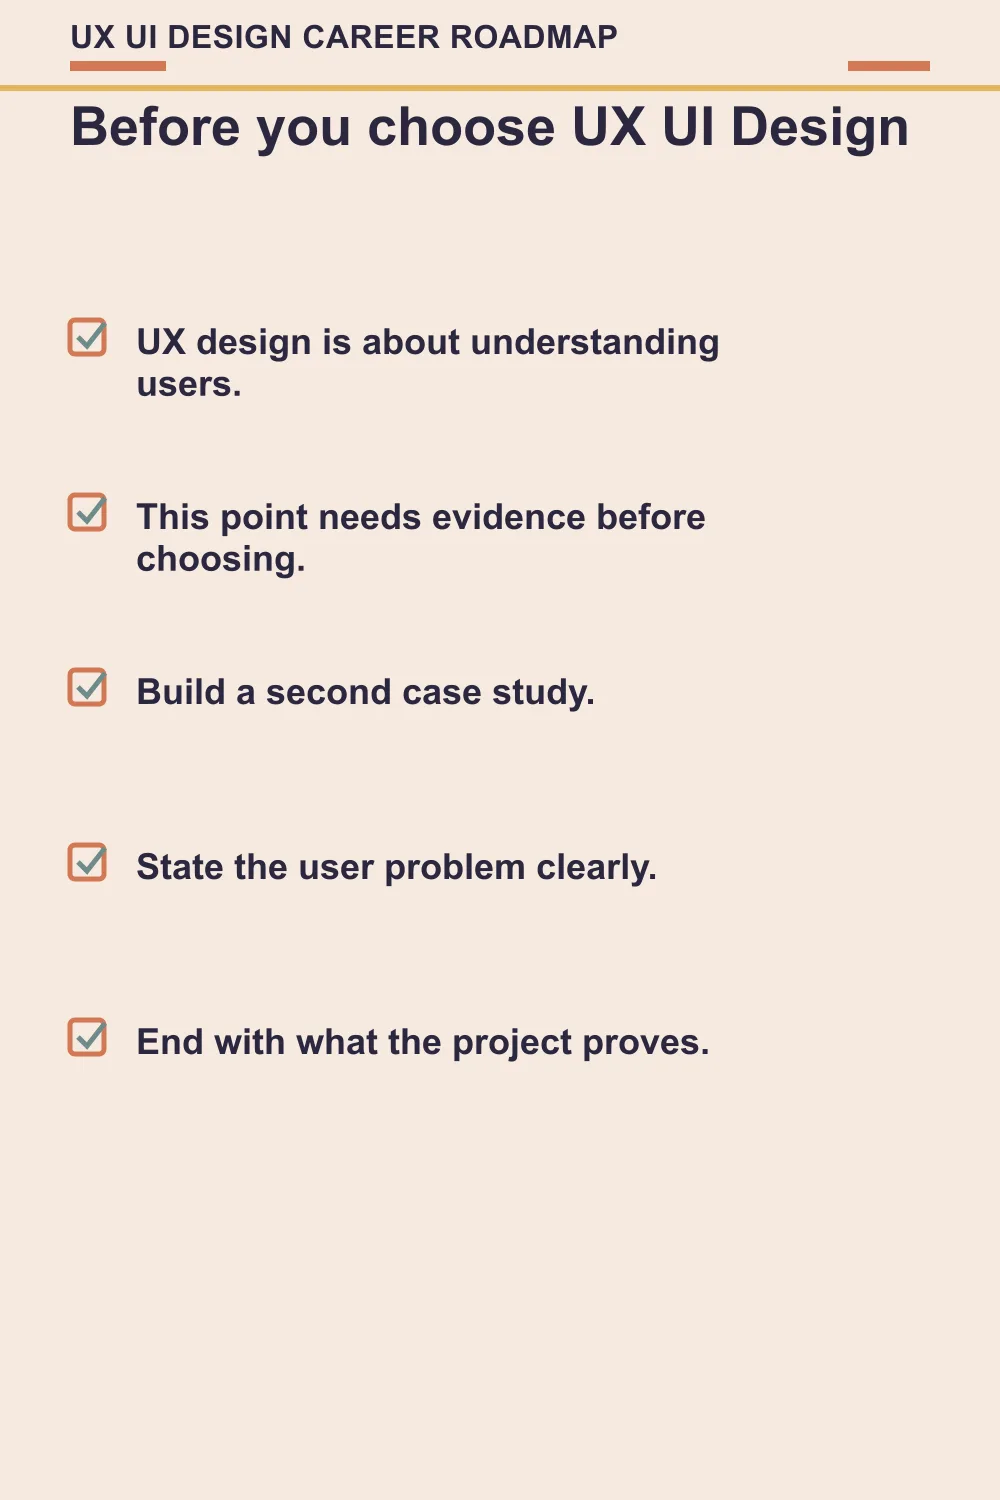 UX UI DESIGN CAREER ROADMAP
Before you choose UX UI Design
UX design is about understanding
users.
This point needs evidence before
choosing.
Build a second case study.
State the user problem clearly.
End with what the project proves.